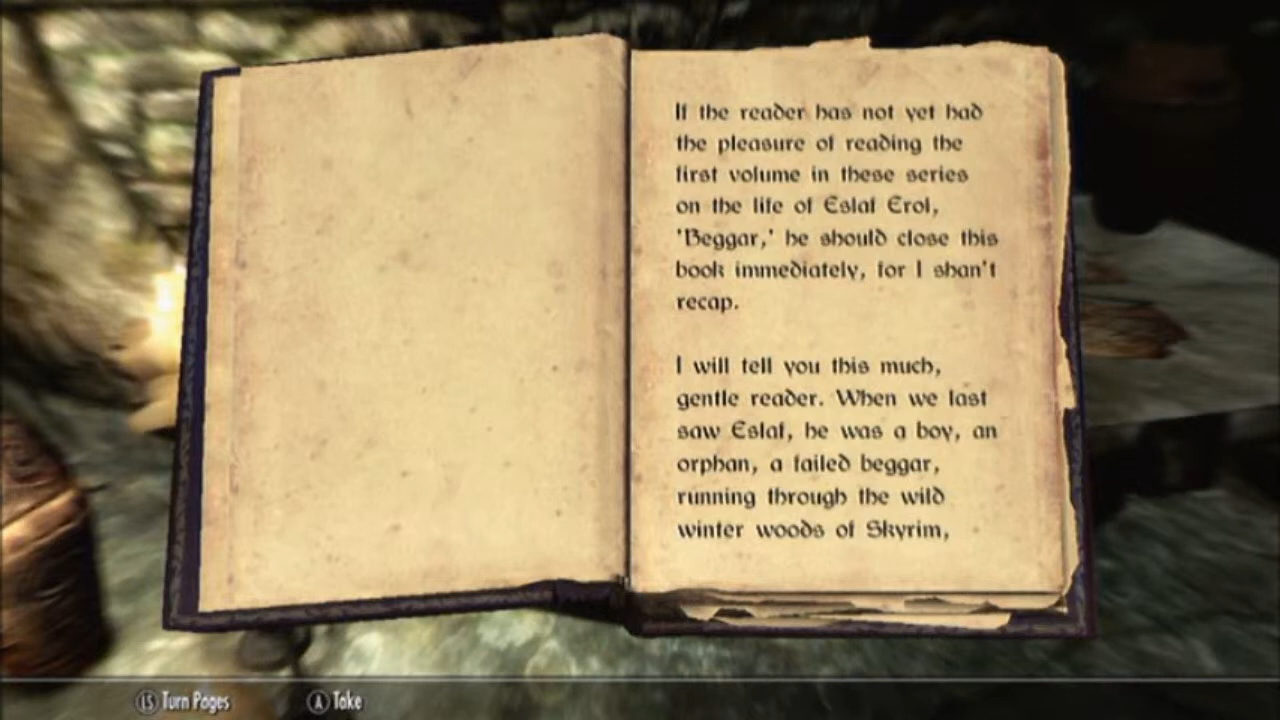 If the reader has not yet had
the pleasure of reading the
first volume in these series
on the life of Eslaf Erol,
'Beggar,' he should close this
book immediately, for I shan't
recap.
I will tell you this much,
gentle reader. When we last
saw Eslaf, he was a boy, an
orphan, a failed beggar,
running through the wild
winter woods of Skyrim,
LS Turn Pages
A Take